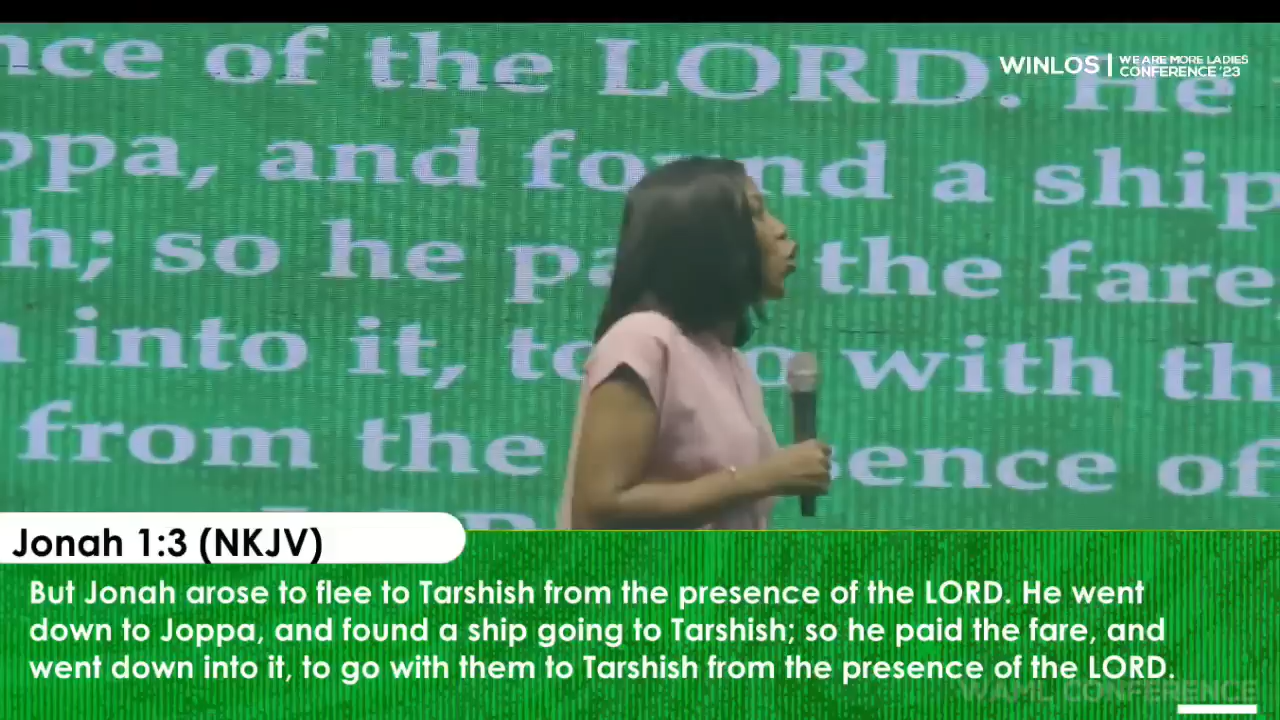 nce of the LORD. He
WINLOS | WE ARE MORE LADIES
CONFERENCE '23
ppa, and found a ship
h; so he pa the fare,
into it, to go with th
from the sence of
Jonah 1:3 (NKJV)
But Jonah arose to flee to Tarshish from the presence of the LORD. He went
down to Joppa, and found a ship going to Tarshish; so he paid the fare, and
went down into it, to go with them to Tarshish from the presence of the LORD.
WAML CONFERENCE